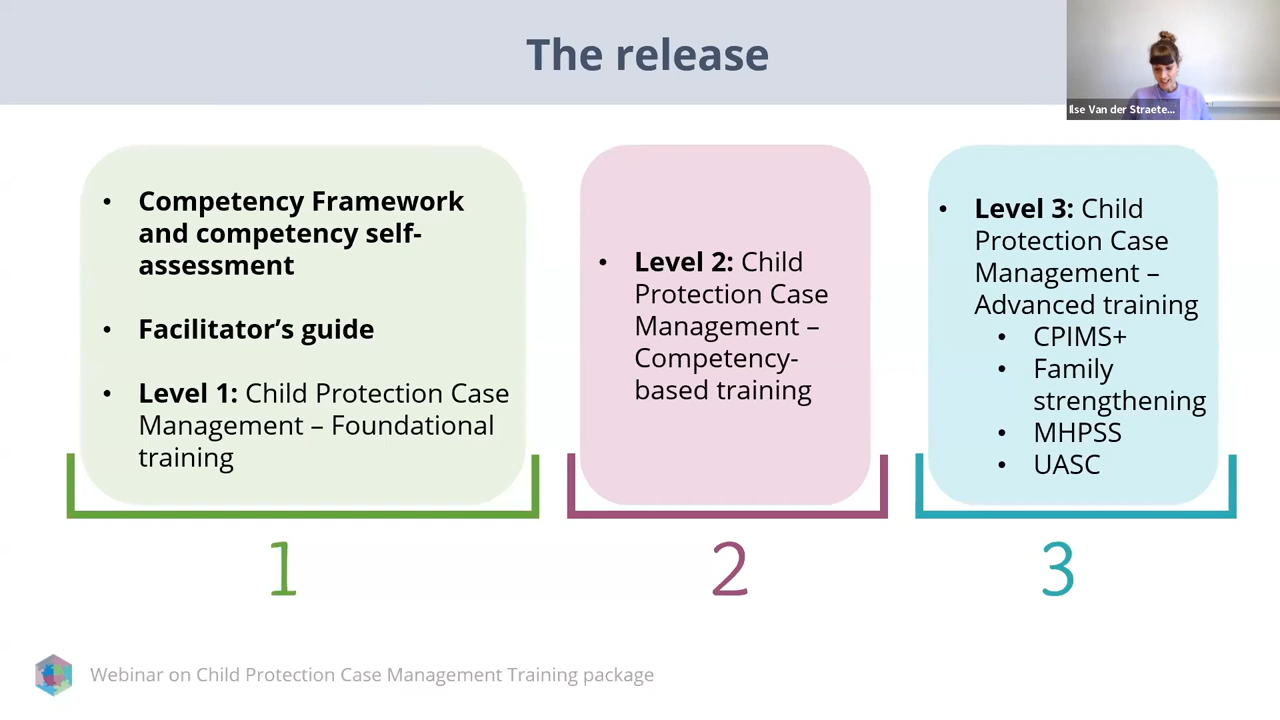 The release
Ilse Van der Straete...
• Competency Framework
and competency self-
assessment
• Facilitator’s guide
• Level 1: Child Protection Case
Management – Foundational
training
• Level 2: Child
Protection Case
Management –
Competency-
based training
• Level 3: Child
Protection Case
Management –
Advanced training
• CPIMS+
• Family
strengthening
• MHPSS
• UASC
1
2
3
Webinar on Child Protection Case Management Training package